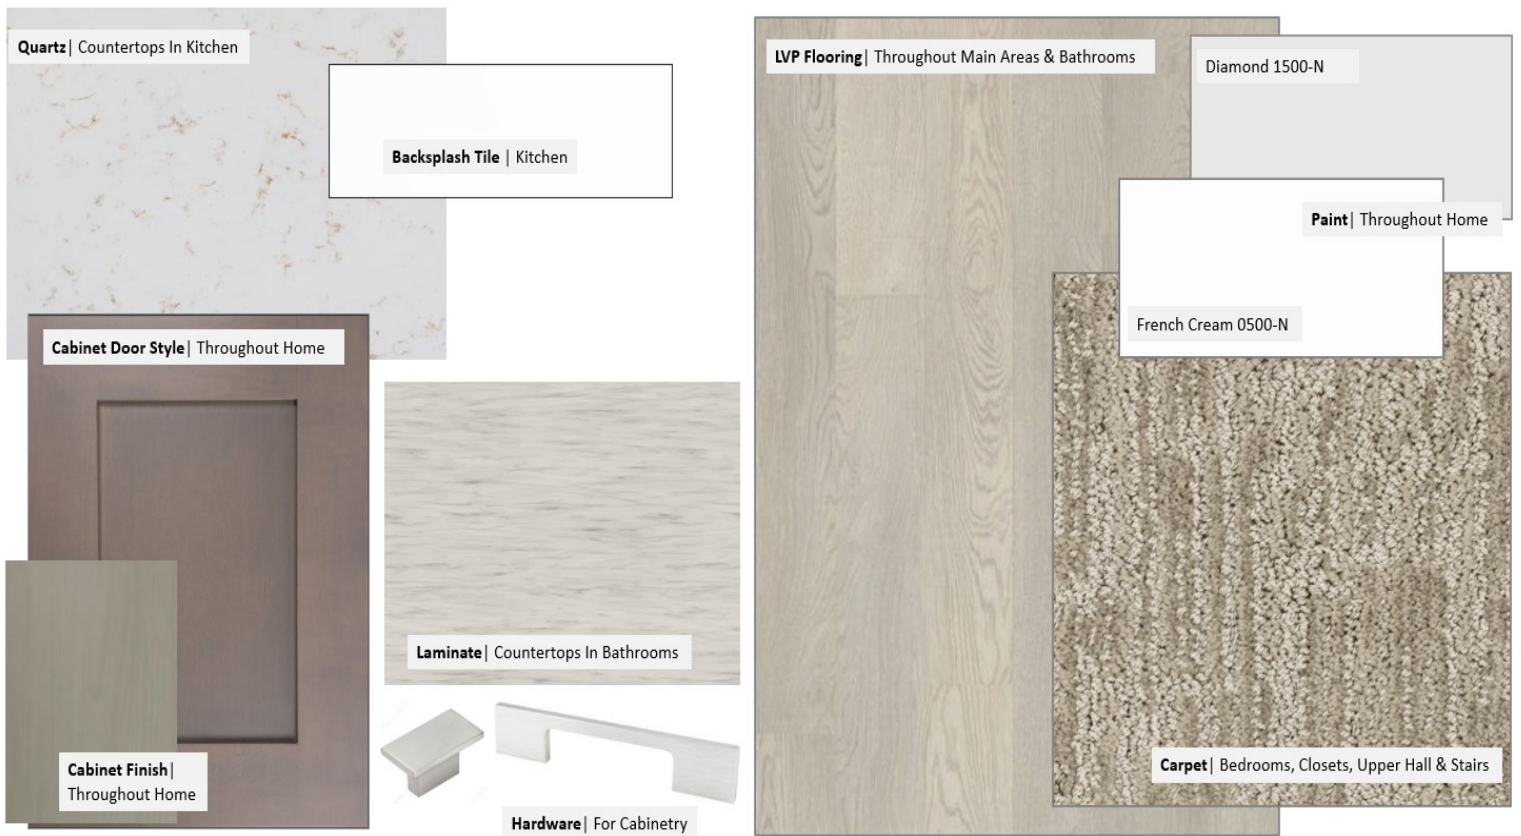 Quartz| Countertops In Kitchen
Backsplash Tile | Kitchen
Cabinet Door Style| Throughout Home
Cabinet Finish|
Throughout Home
Laminate| Countertops In Bathrooms
Hardware| For Cabinetry
LVP Flooring| Throughout Main Areas & Bathrooms
Diamond 1500-N
Paint| Throughout Home
French Cream 0500-N
Carpet| Bedrooms, Closets, Upper Hall & Stairs